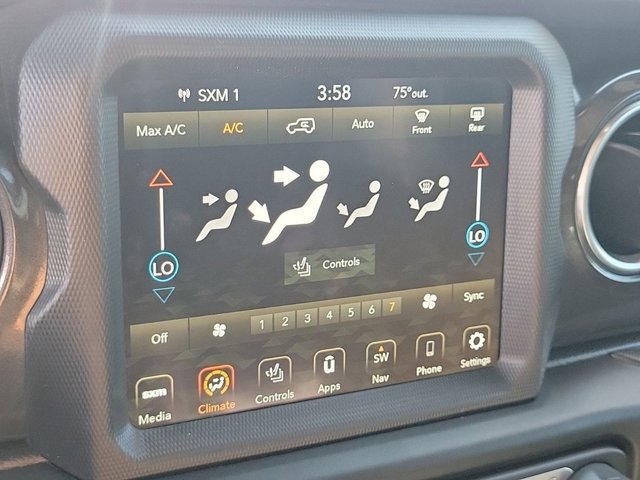 SXM 1 3:58 75°out.
Max A/C A/C Auto Front Rear
LO LO
Controls
Off 1 2 3 4 5 6 7 Sync
sxm SW
Media Climate Controls Apps Nav Phone Settings